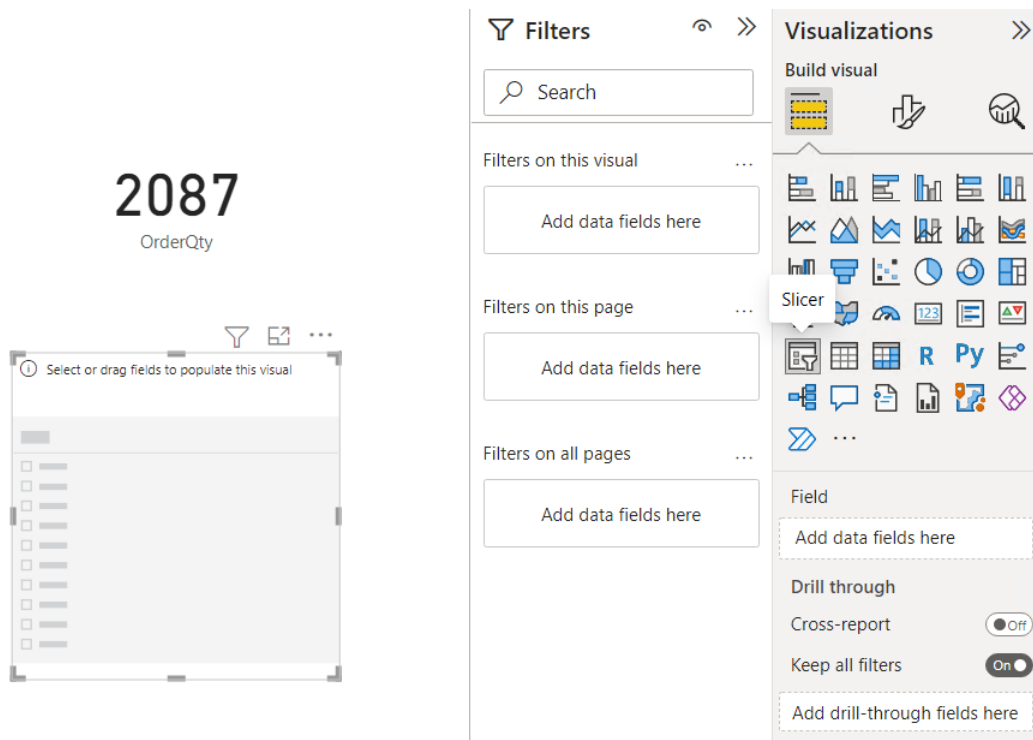 2087
OrderQty
Select or drag fields to populate this visual
Filters
Search
Filters on this visual
...
Add data fields here
Filters on this page
...
Add data fields here
Filters on all pages
...
Add data fields here
Visualizations
Build visual
Slicer
123
R
Py
...
Field
Add data fields here
Drill through
Cross-report
Off
Keep all filters
On
Add drill-through fields here